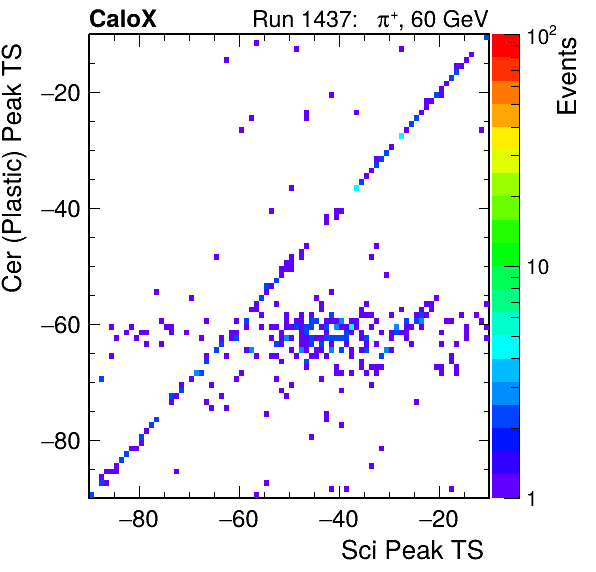 CaloX Run 1437: π⁺, 60 GeV
Cer (Plastic) Peak TS
−20
−40
−60
−80
−80 −60 −40 −20
Sci Peak TS
10²
10
1
Events